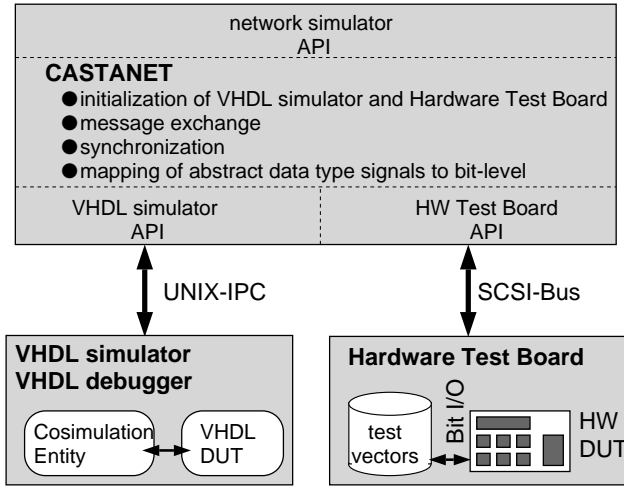 network simulator
API
CASTANET
●initialization of VHDL simulator and Hardware Test Board
●message exchange
●synchronization
●mapping of abstract data type signals to bit-level
VHDL simulator
API
HW Test Board
API
UNIX-IPC
SCSI-Bus
VHDL simulator
VHDL debugger
Cosimulation
Entity
VHDL
DUT
Hardware Test Board
test
vectors
Bit I/O
HW
DUT